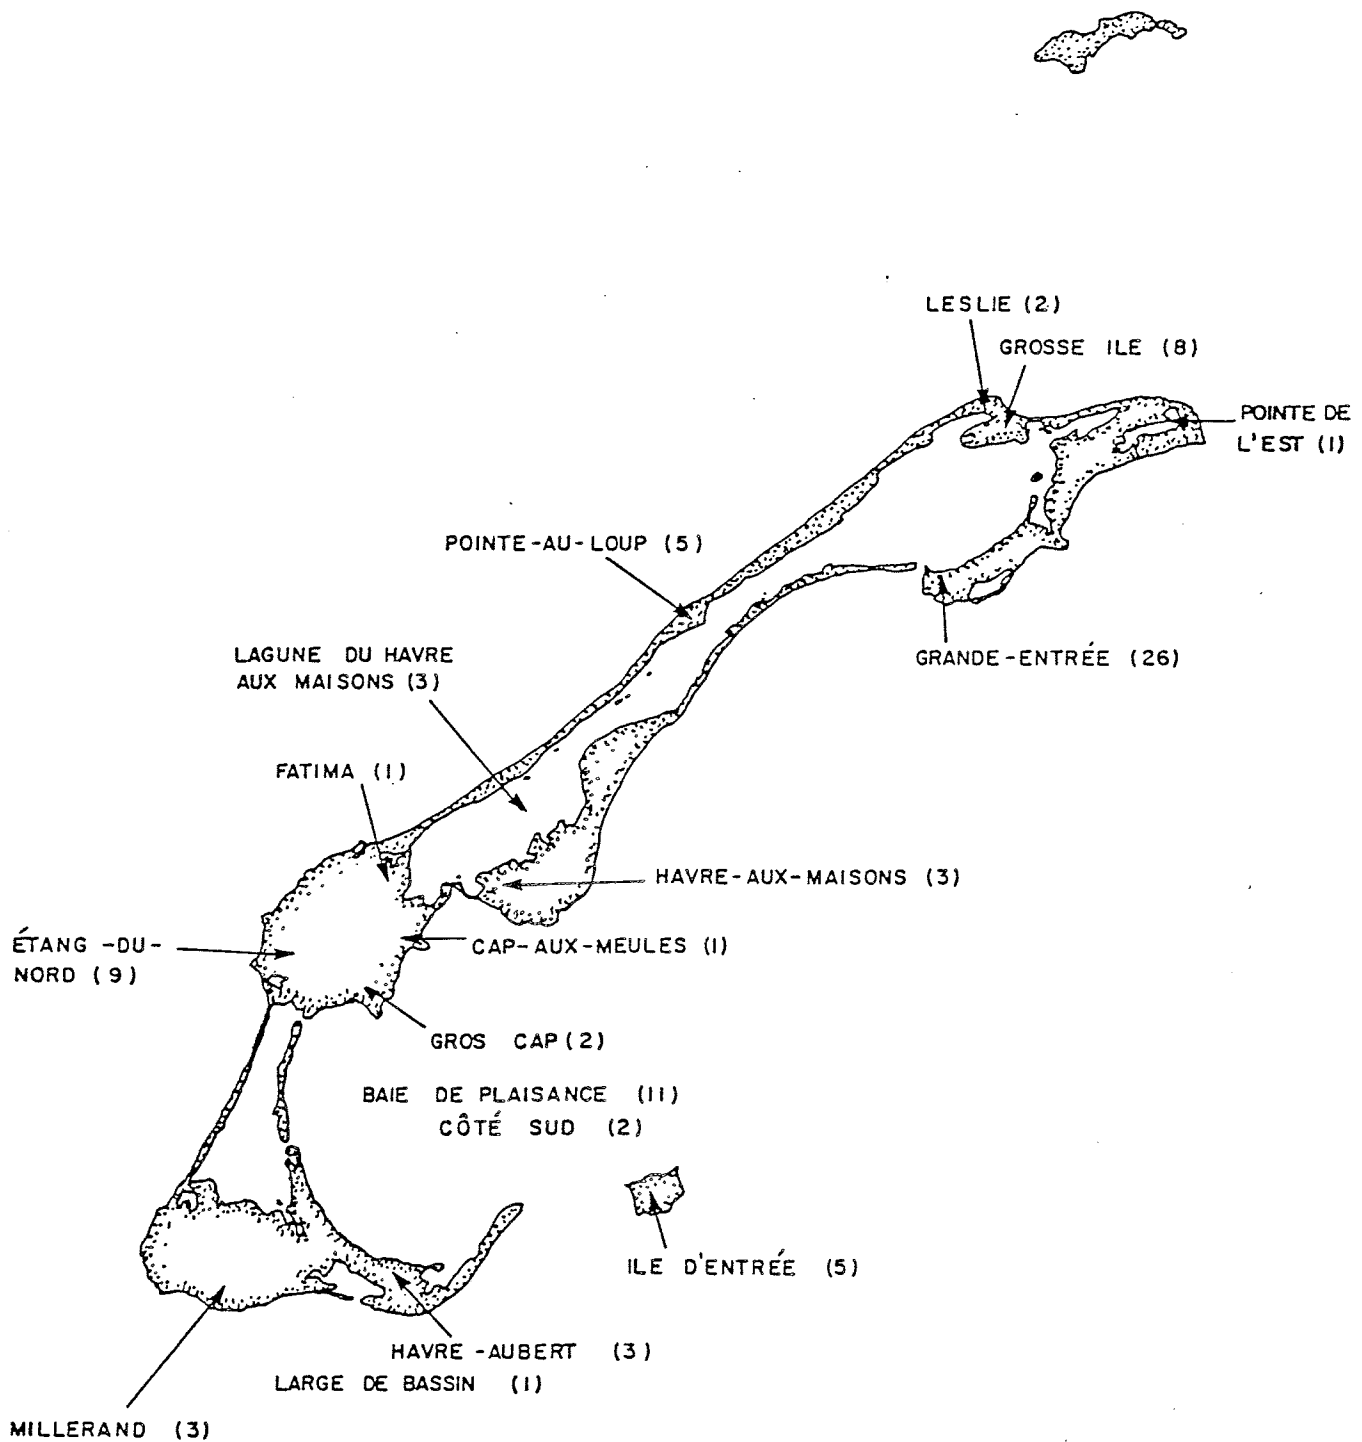 LESLIE (2)
GROSSE ILE (8)
POINTE DE
L'EST (1)
POINTE-AU-LOUP (5)
LAGUNE DU HAVRE
AUX MAISONS (3)
GRANDE-ENTRÉE (26)
FATIMA (1)
HAVRE-AUX-MAISONS (3)
ÉTANG -DU-
NORD (9)
CAP-AUX-MEULES (1)
GROS CAP (2)
BAIE DE PLAISANCE (11)
CÔTÉ SUD (2)
ILE D'ENTRÉE (5)
HAVRE -AUBERT (3)
LARGE DE BASSIN (1)
MILLERAND (3)